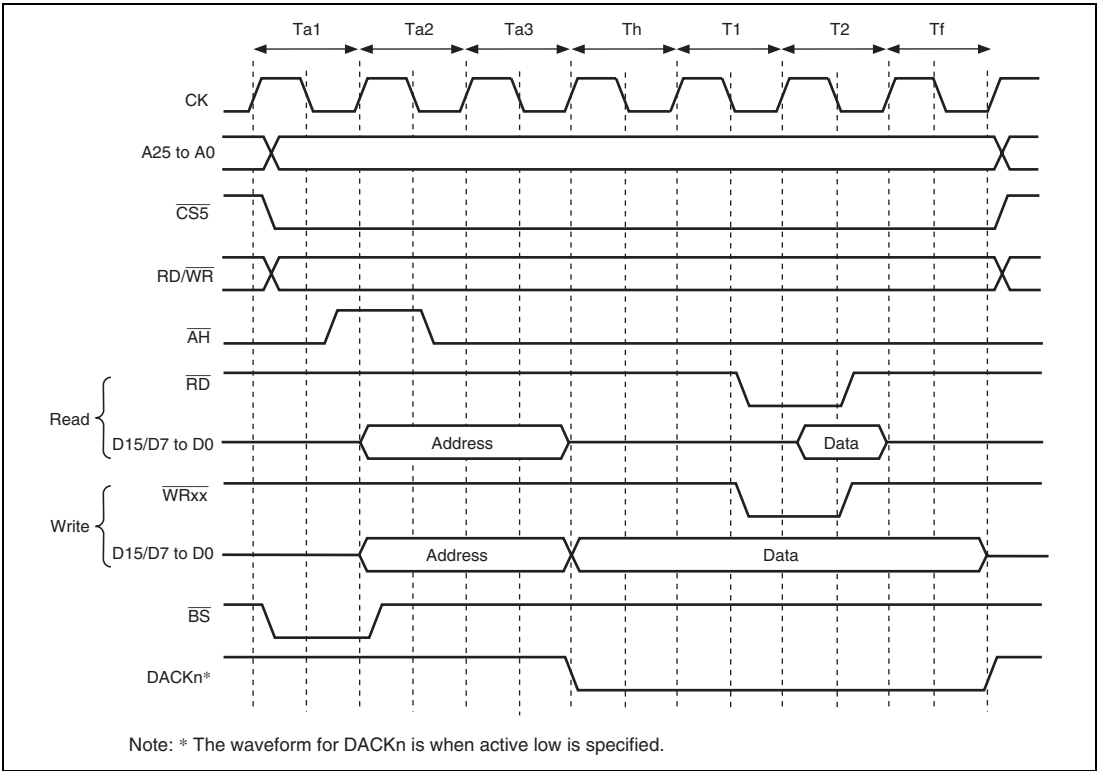 Ta1 Ta2 Ta3 Th T1 T2 Tf
CK
A25 to A0
CS5
RD/WR
AH
RD
Read
D15/D7 to D0 Address Data
WRxx
Write
D15/D7 to D0 Address Data
BS
DACKn*
Note: * The waveform for DACKn is when active low is specified.